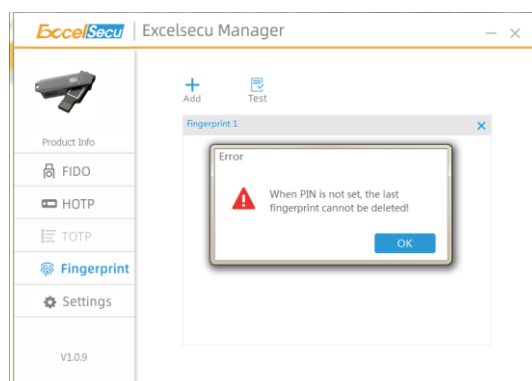 ExcelSecu | Excelsecu Manager
Add
Test
Product Info
Fingerprint 1
FIDO
HOTP
TOTP
Fingerprint
Settings
V1.0.9
Error
When PIN is not set, the last
fingerprint cannot be deleted!
OK